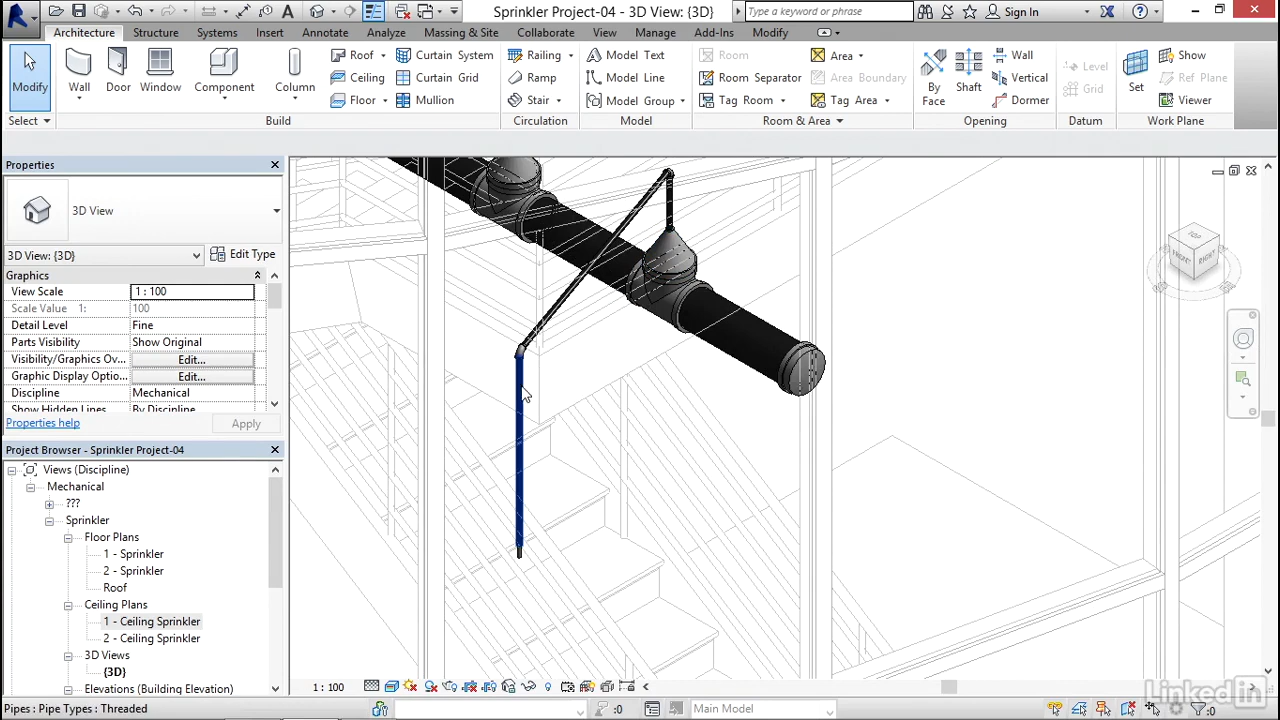 Sprinkler Project-04 - 3D View: {3D}
Type a keyword or phrase
Sign In
Architecture Structure Systems Insert Annotate Analyze Massing & Site Collaborate View Manage Add-Ins Modify
Modify
Select
Wall
Door
Window
Component
Column
Roof
Ceiling
Floor
Curtain System
Curtain Grid
Mullion
Build
Railing
Ramp
Stair
Circulation
Model Text
Model Line
Model Group
Model
Room
Room Separator
Tag Room
Area
Area Boundary
Tag Area
Room & Area
By Face
Shaft
Wall
Vertical
Dormer
Opening
Level
Grid
Datum
Set
Show
Ref Plane
Viewer
Work Plane
Properties
3D View
3D View: {3D} Edit Type
Graphics
View Scale 1 : 100
Scale Value 1: 100
Detail Level Fine
Parts Visibility Show Original
Visibility/Graphics Ov... Edit...
Graphic Display Optio... Edit...
Discipline Mechanical
Show Hidden Lines By Discipline
Properties help Apply
Project Browser - Sprinkler Project-04
Views (Discipline)
Mechanical
???
Sprinkler
Floor Plans
1 - Sprinkler
2 - Sprinkler
Roof
Ceiling Plans
1 - Ceiling Sprinkler
2 - Ceiling Sprinkler
3D Views
{3D}
Elevations (Building Elevation)
TOP
FRONT
RIGHT
1 : 100
Pipes : Pipe Types : Threaded
:0
Main Model
:0
Linked in